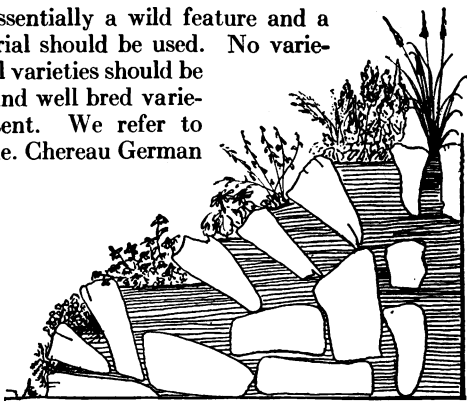 ssentially a wild feature and a
rial should be used. No varie-
l varieties should be
nd well bred varie-
sent. We refer to
e. Chereau German